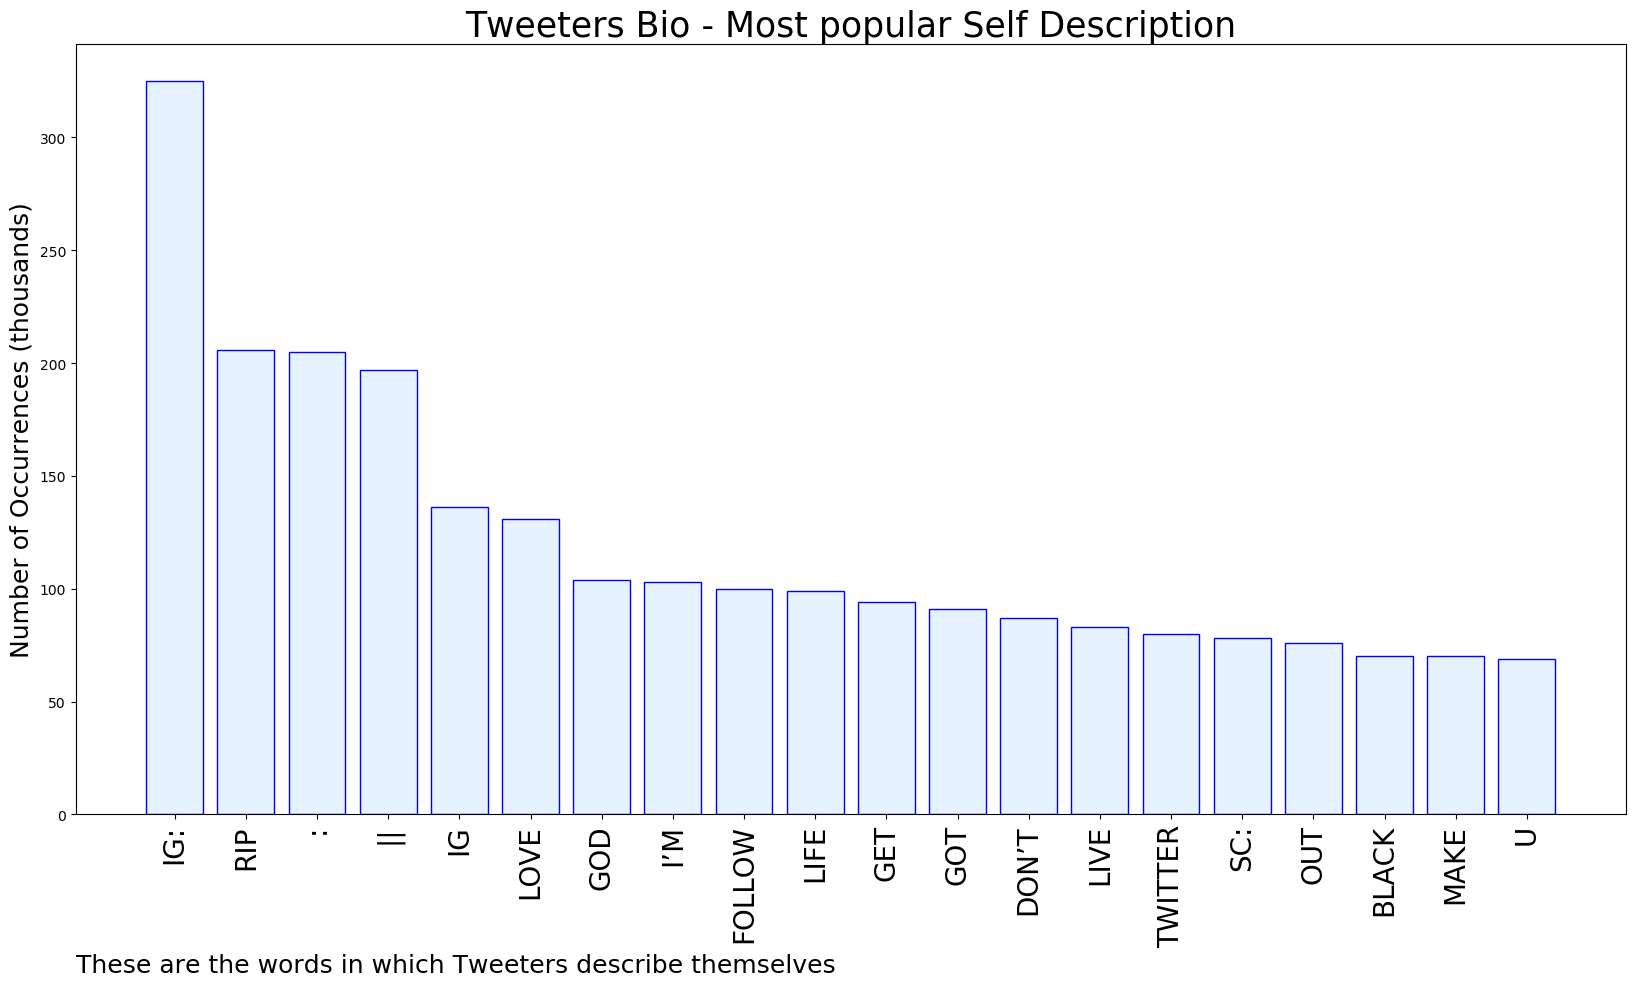 Tweeters Bio - Most popular Self Description
Number of Occurrences (thousands)
300
250
200
150
100
50
0
IG:
RIP
:
||
IG
LOVE
GOD
I’M
FOLLOW
LIFE
GET
GOT
DON’T
LIVE
TWITTER
SC:
OUT
BLACK
MAKE
U
These are the words in which Tweeters describe themselves